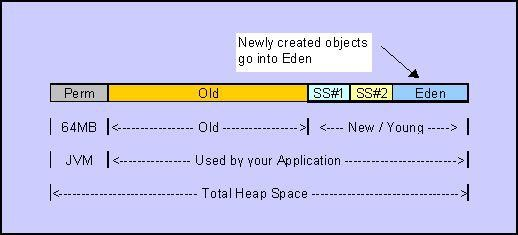 Newly created objects
go into Eden
Perm Old SS#1 SS#2 Eden
64MB <---------------- Old ----------------> <---- New / Young ----->
JVM <---------------- Used by your Application ---------------------->
<---------------------------- Total Heap Space ----------------------------->